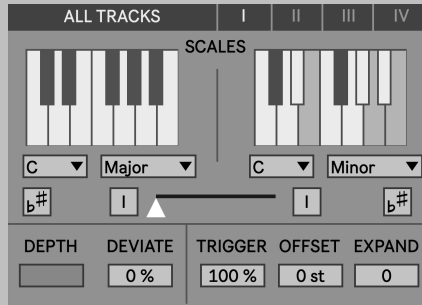 ALL TRACKS I II III IV
SCALES
C Major C Minor
b# I I b#
DEPTH DEVIATE TRIGGER OFFSET EXPAND
0 % 100 % 0 st 0